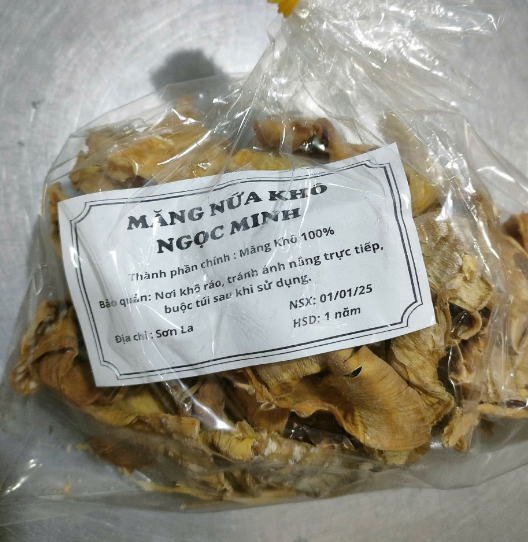 MĂNG NỨA KHÔ
NGỌC MINH
Thành phần chính : Măng Khô 100%
Bảo quản: Nơi khô ráo, tránh ánh nắng trực tiếp,
buộc túi sau khi sử dụng.
Địa chỉ : Sơn La
NSX: 01/01/25
HSD: 1 năm